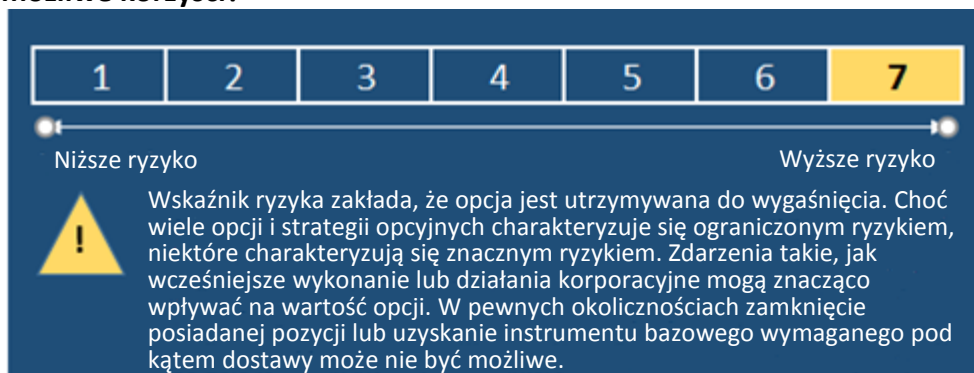 1 2 3 4 5 6 7
Niższe ryzyko Wyższe ryzyko
! Wskaźnik ryzyka zakłada, że opcja jest utrzymywana do wygaśnięcia. Choć
wiele opcji i strategii opcyjnych charakteryzuje się ograniczonym ryzykiem,
niektóre charakteryzują się znacznym ryzykiem. Zdarzenia takie, jak
wcześniejsze wykonanie lub działania korporacyjne mogą znacząco
wpływać na wartość opcji. W pewnych okolicznościach zamknięcie
posiadanej pozycji lub uzyskanie instrumentu bazowego wymaganego pod
kątem dostawy może nie być możliwe.